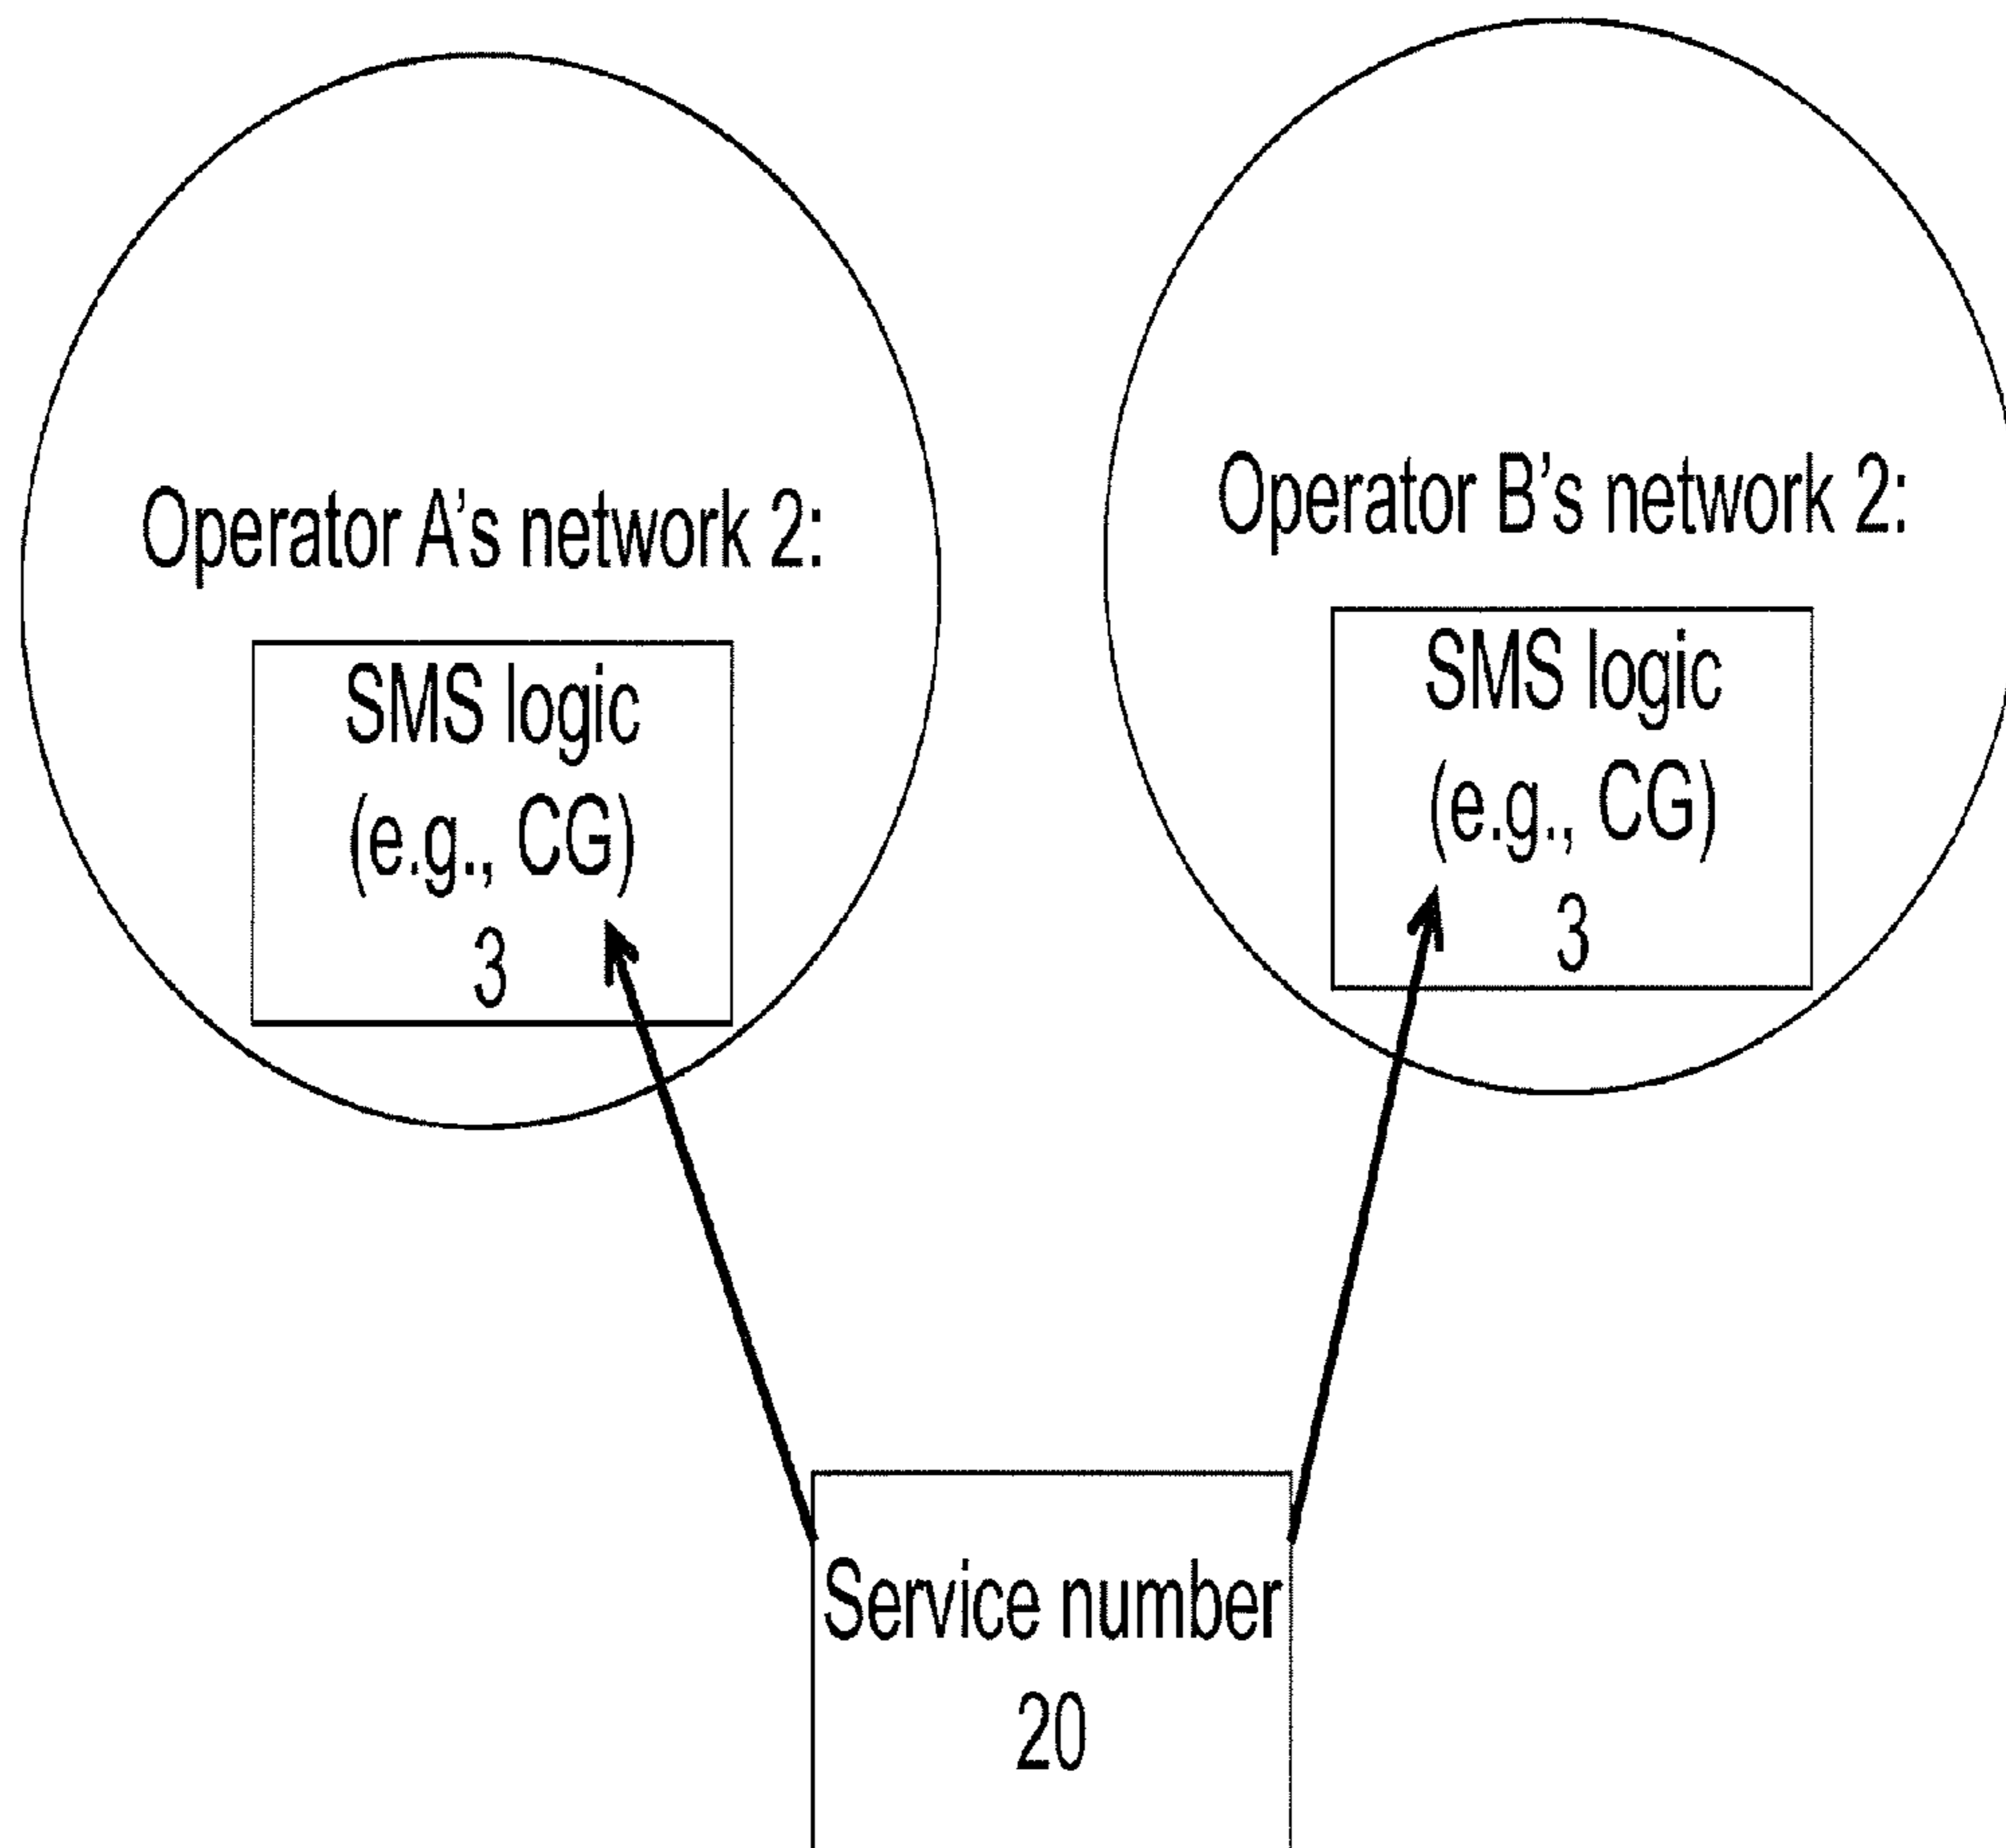 Operator A's network 2:
SMS logic
(e.g., CG)
3
Operator B's network 2:
SMS logic
(e.g., CG)
3
Service number
20